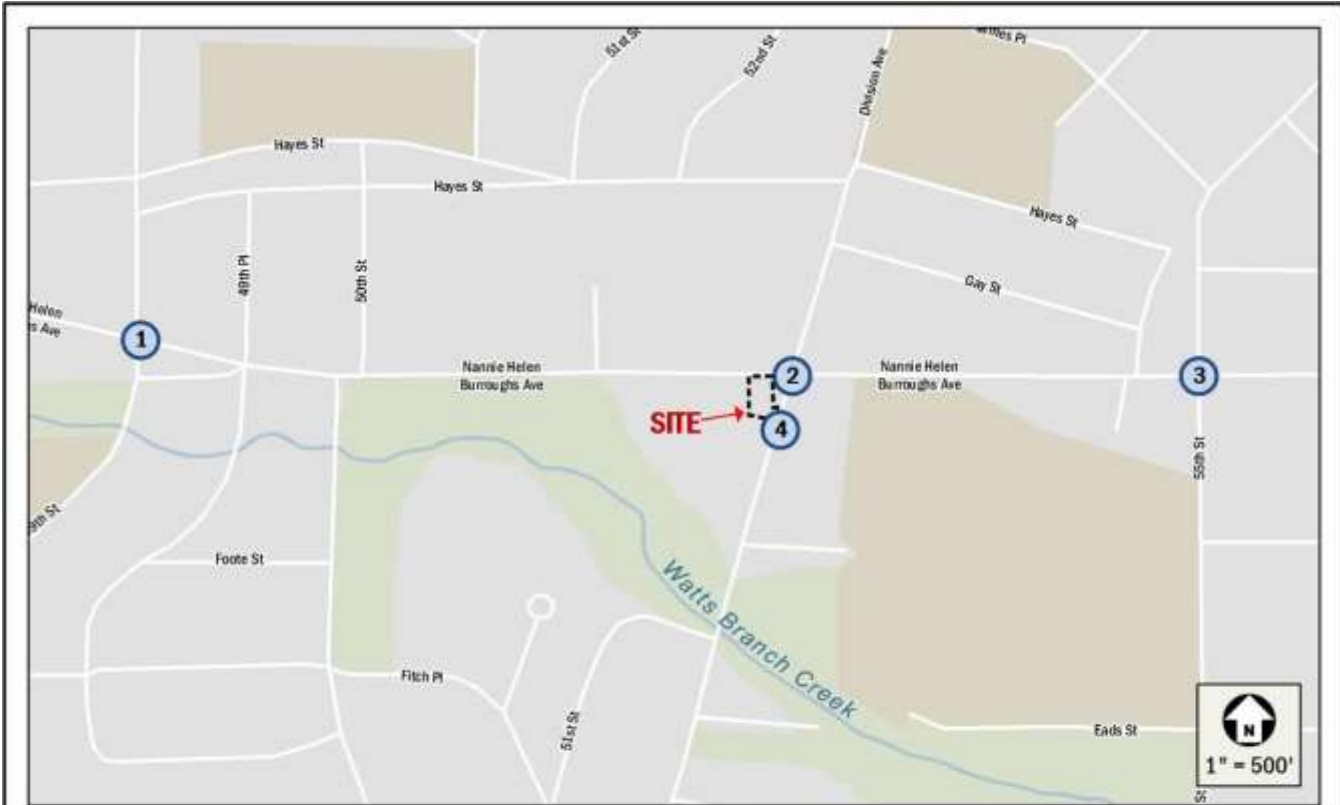 51st St
52nd St
Division Ave
Hayes St
Hayes St
Hayes St
49th Pl
50th St
Gay St
Helen
1
Nannie Helen
Burroughs Ave
2
Nannie Helen
Burroughs Ave
3
SITE
4
55th St
Foote St
Watts Branch Creek
Fitch Pl
51st St
Eads St
N
1" = 500'